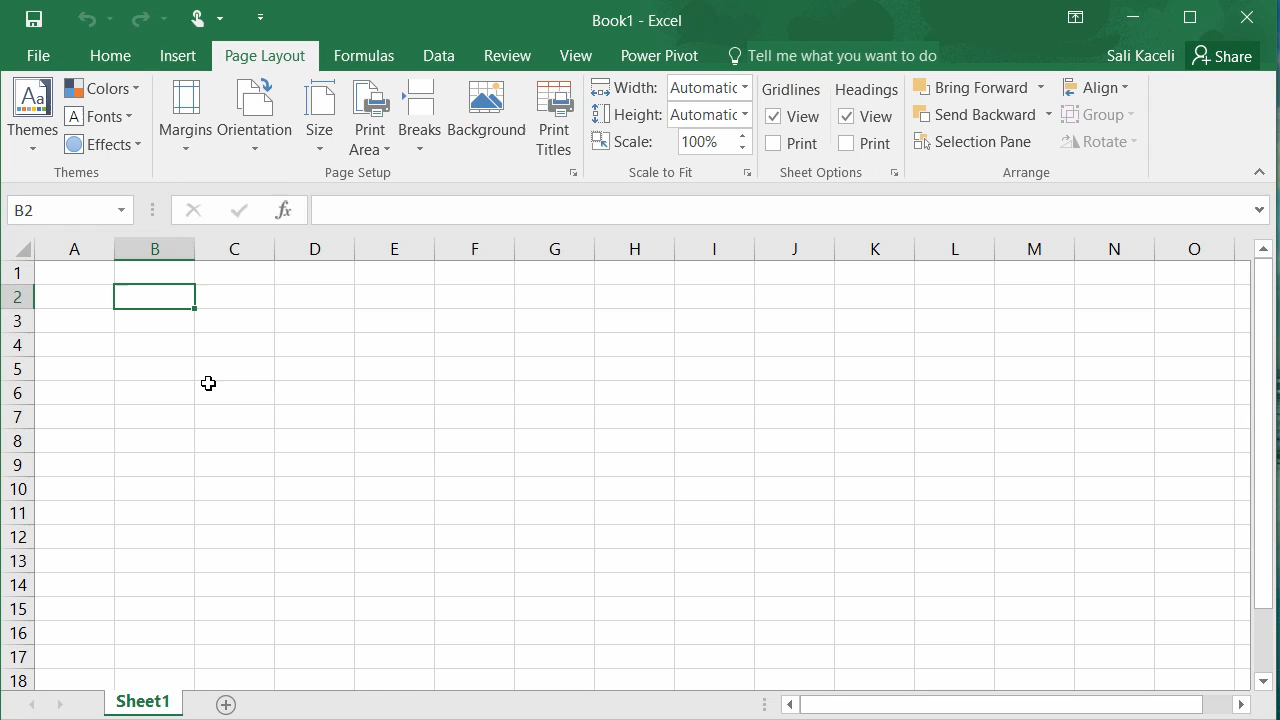 Book1 - Excel
File Home Insert Page Layout Formulas Data Review View Power Pivot Tell me what you want to do Sali Kaceli Share
Themes
Colors
Fonts
Effects
Themes
Margins
Orientation
Size
Print
Area
Breaks
Background
Print
Titles
Page Setup
Width: Automatic
Height: Automatic
Scale: 100%
Scale to Fit
Gridlines
View
Print
Headings
View
Print
Sheet Options
Bring Forward
Send Backward
Selection Pane
Align
Group
Rotate
Arrange
B2
fx
A B C D E F G H I J K L M N O
1
2
3
4
5
6
7
8
9
10
11
12
13
14
15
16
17
18
Sheet1